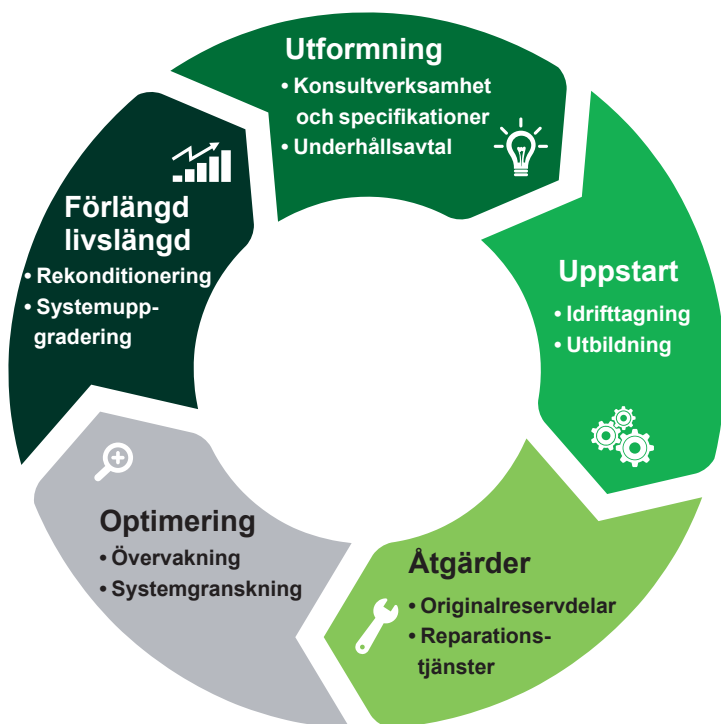 Utformning
• Konsultverksamhet
och specifikationer
• Underhållsavtal
Uppstart
• Idrifttagning
• Utbildning
Åtgärder
• Originalreservdelar
• Reparations-
tjänster
Optimering
• Övervakning
• Systemgranskning
Förlängd
livslängd
• Rekonditionering
• Systemupp-
gradering